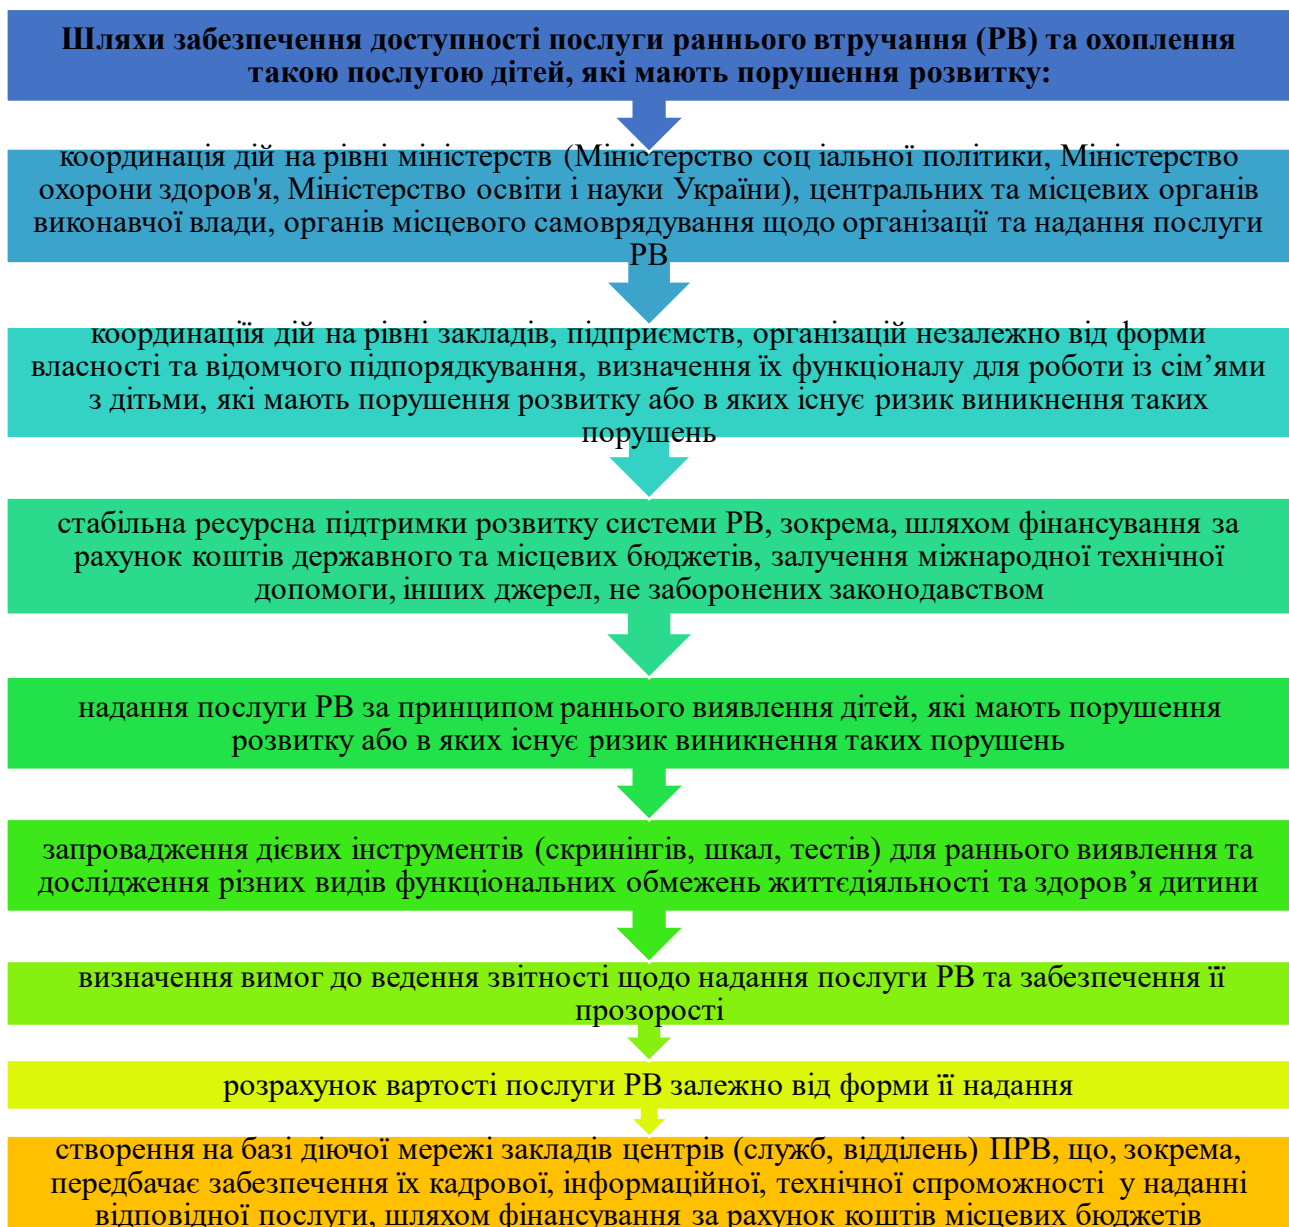 Шляхи забезпечення доступності послуги раннього втручання (РВ) та охоплення
такою послугою дітей, які мають порушення розвитку:
координація дій на рівні міністерств (Міністерство соц іальної політики, Міністерство
охорони здоров'я, Міністерство освіти і науки України), центральних та місцевих органів
виконавчої влади, органів місцевого самоврядування щодо організації та надання послуги
РВ
координаціїя дій на рівні закладів, підприємств, організацій незалежно від форми
власності та відомчого підпорядкування, визначення їх функціоналу для роботи із сім’ями
з дітьми, які мають порушення розвитку або в яких існує ризик виникнення таких
порушень
стабільна ресурсна підтримки розвитку системи РВ, зокрема, шляхом фінансування за
рахунок коштів державного та місцевих бюджетів, залучення міжнародної технічної
допомоги, інших джерел, не заборонених законодавством
надання послуги РВ за принципом раннього виявлення дітей, які мають порушення
розвитку або в яких існує ризик виникнення таких порушень
запровадження дієвих інструментів (скринінгів, шкал, тестів) для раннього виявлення та
дослідження різних видів функціональних обмежень життєдіяльності та здоров’я дитини
визначення вимог до ведення звітності щодо надання послуги РВ та забезпечення її
прозорості
розрахунок вартості послуги РВ залежно від форми її надання
створення на базі діючої мережі закладів центрів (служб, відділень) ПРВ, що, зокрема,
передбачає забезпечення їх кадрової, інформаційної, технічної спроможності у наданні
відповідної послуги, шляхом фінансування за рахунок коштів місцевих бюджетів